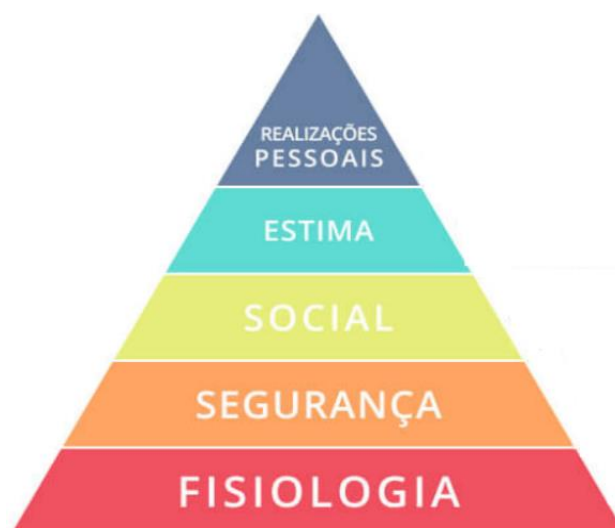 REALIZAÇÕES
PESSOAIS
ESTIMA
SOCIAL
SEGURANÇA
FISIOLOGIA